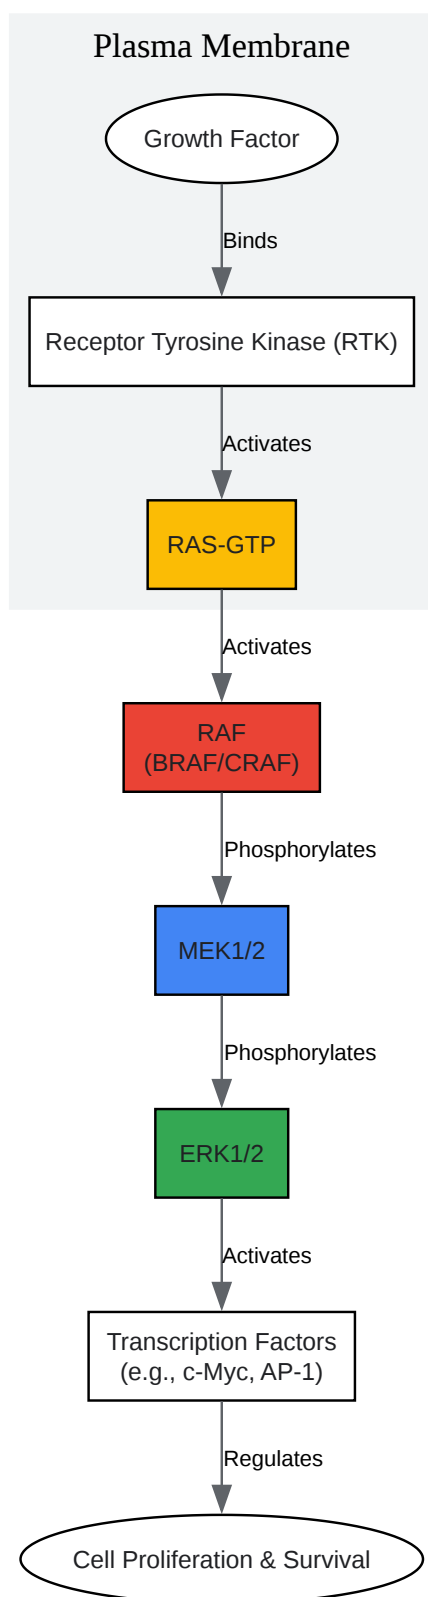 Plasma Membrane
Growth Factor
Binds
Receptor Tyrosine Kinase (RTK)
Activates
RAS-GTP
Activates
RAF
(BRAF/CRAF)
Phosphorylates
MEK1/2
Phosphorylates
ERK1/2
Activates
Transcription Factors
(e.g., c-Myc, AP-1)
Regulates
Cell Proliferation & Survival